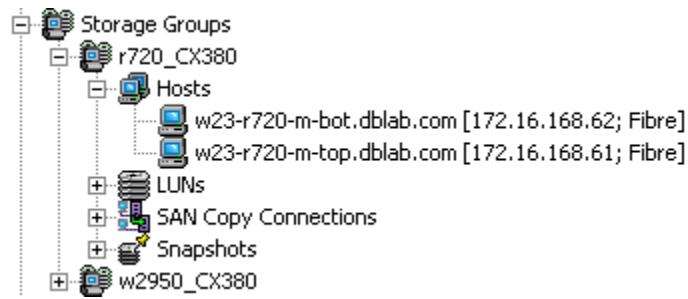 Storage Groups
r720_CX380
Hosts
w23-r720-m-bot.dblab.com [172.16.168.62; Fibre]
w23-r720-m-top.dblab.com [172.16.168.61; Fibre]
LUNs
SAN Copy Connections
Snapshots
w2950_CX380